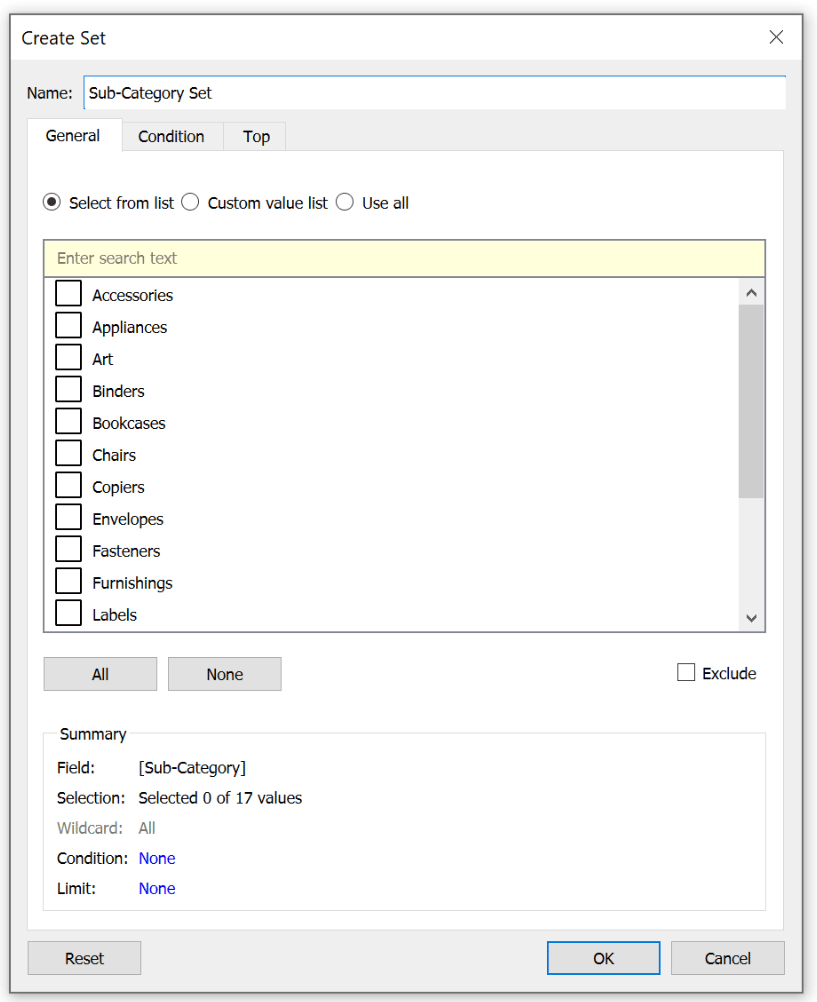 Create Set
Name: Sub-Category Set
General Condition Top
Select from list Custom value list Use all
Enter search text
Accessories
Appliances
Art
Binders
Bookcases
Chairs
Copiers
Envelopes
Fasteners
Furnishings
Labels
All None Exclude
Summary
Field: [Sub-Category]
Selection: Selected 0 of 17 values
Wildcard: All
Condition: None
Limit: None
Reset OK Cancel